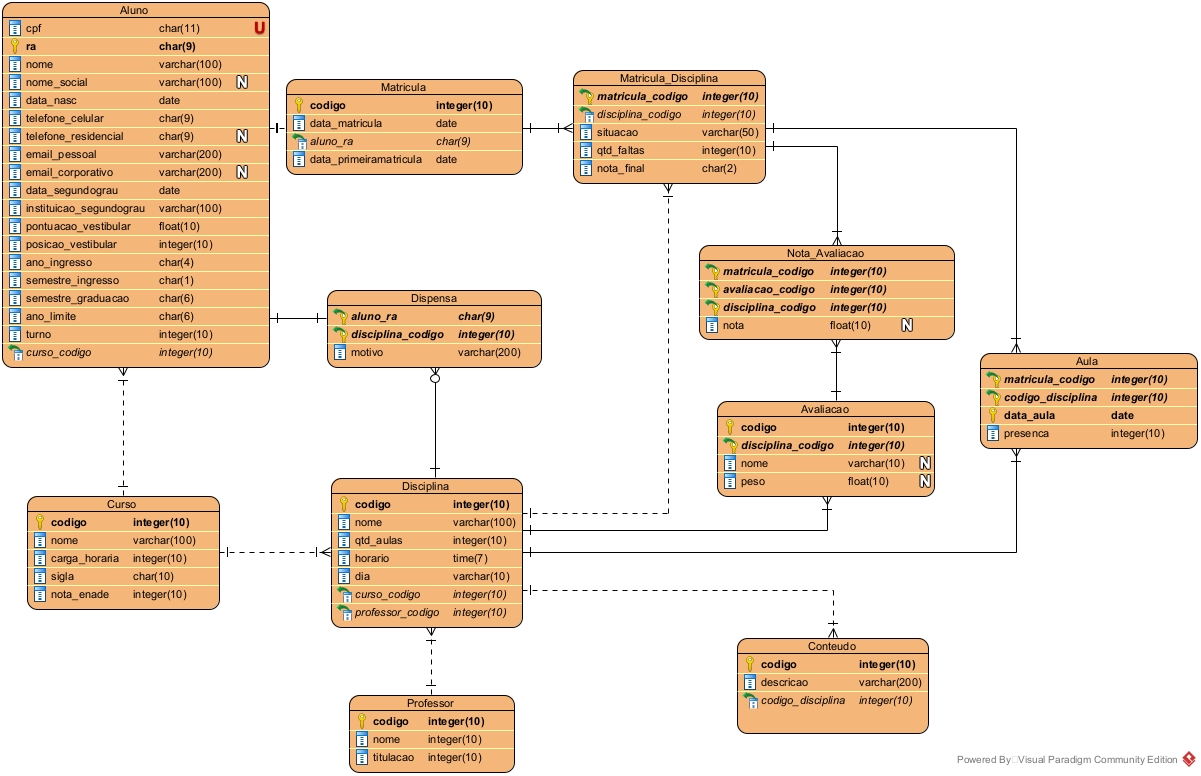 Aluno
cpf char(11) U
ra char(9)
nome varchar(100)
nome_social varchar(100) N
data_nasc date
telefone_celular char(9)
telefone_residencial char(9) N
email_pessoal varchar(200)
email_corporativo varchar(200) N
data_segundograu date
instituicao_segundograu varchar(100)
pontuacao_vestibular float(10)
posicao_vestibular integer(10)
ano_ingresso char(4)
semestre_ingresso char(1)
semestre_graduacao char(6)
ano_limite char(6)
turno integer(10)
curso_codigo integer(10)
Matricula
codigo integer(10)
data_matricula date
aluno_ra char(9)
data_primeiramatricula date
Matricula_Disciplina
matricula_codigo integer(10)
disciplina_codigo integer(10)
situacao varchar(50)
qtd_faltas integer(10)
nota_final char(2)
Nota_Avaliacao
matricula_codigo integer(10)
avaliacao_codigo integer(10)
disciplina_codigo integer(10)
nota float(10) N
Dispensa
aluno_ra char(9)
disciplina_codigo integer(10)
motivo varchar(200)
Aula
matricula_codigo integer(10)
codigo_disciplina integer(10)
data_aula date
presenca integer(10)
Avaliacao
codigo integer(10)
disciplina_codigo integer(10)
nome varchar(10) N
peso float(10) N
Curso
codigo integer(10)
nome varchar(100)
carga_horaria integer(10)
sigla char(10)
nota_enade integer(10)
Disciplina
codigo integer(10)
nome varchar(100)
qtd_aulas integer(10)
horario time(7)
dia varchar(10)
curso_codigo integer(10)
professor_codigo integer(10)
Conteudo
codigo integer(10)
descricao varchar(200)
codigo_disciplina integer(10)
Professor
codigo integer(10)
nome integer(10)
titulacao integer(10)
Powered By Visual Paradigm Community Edition